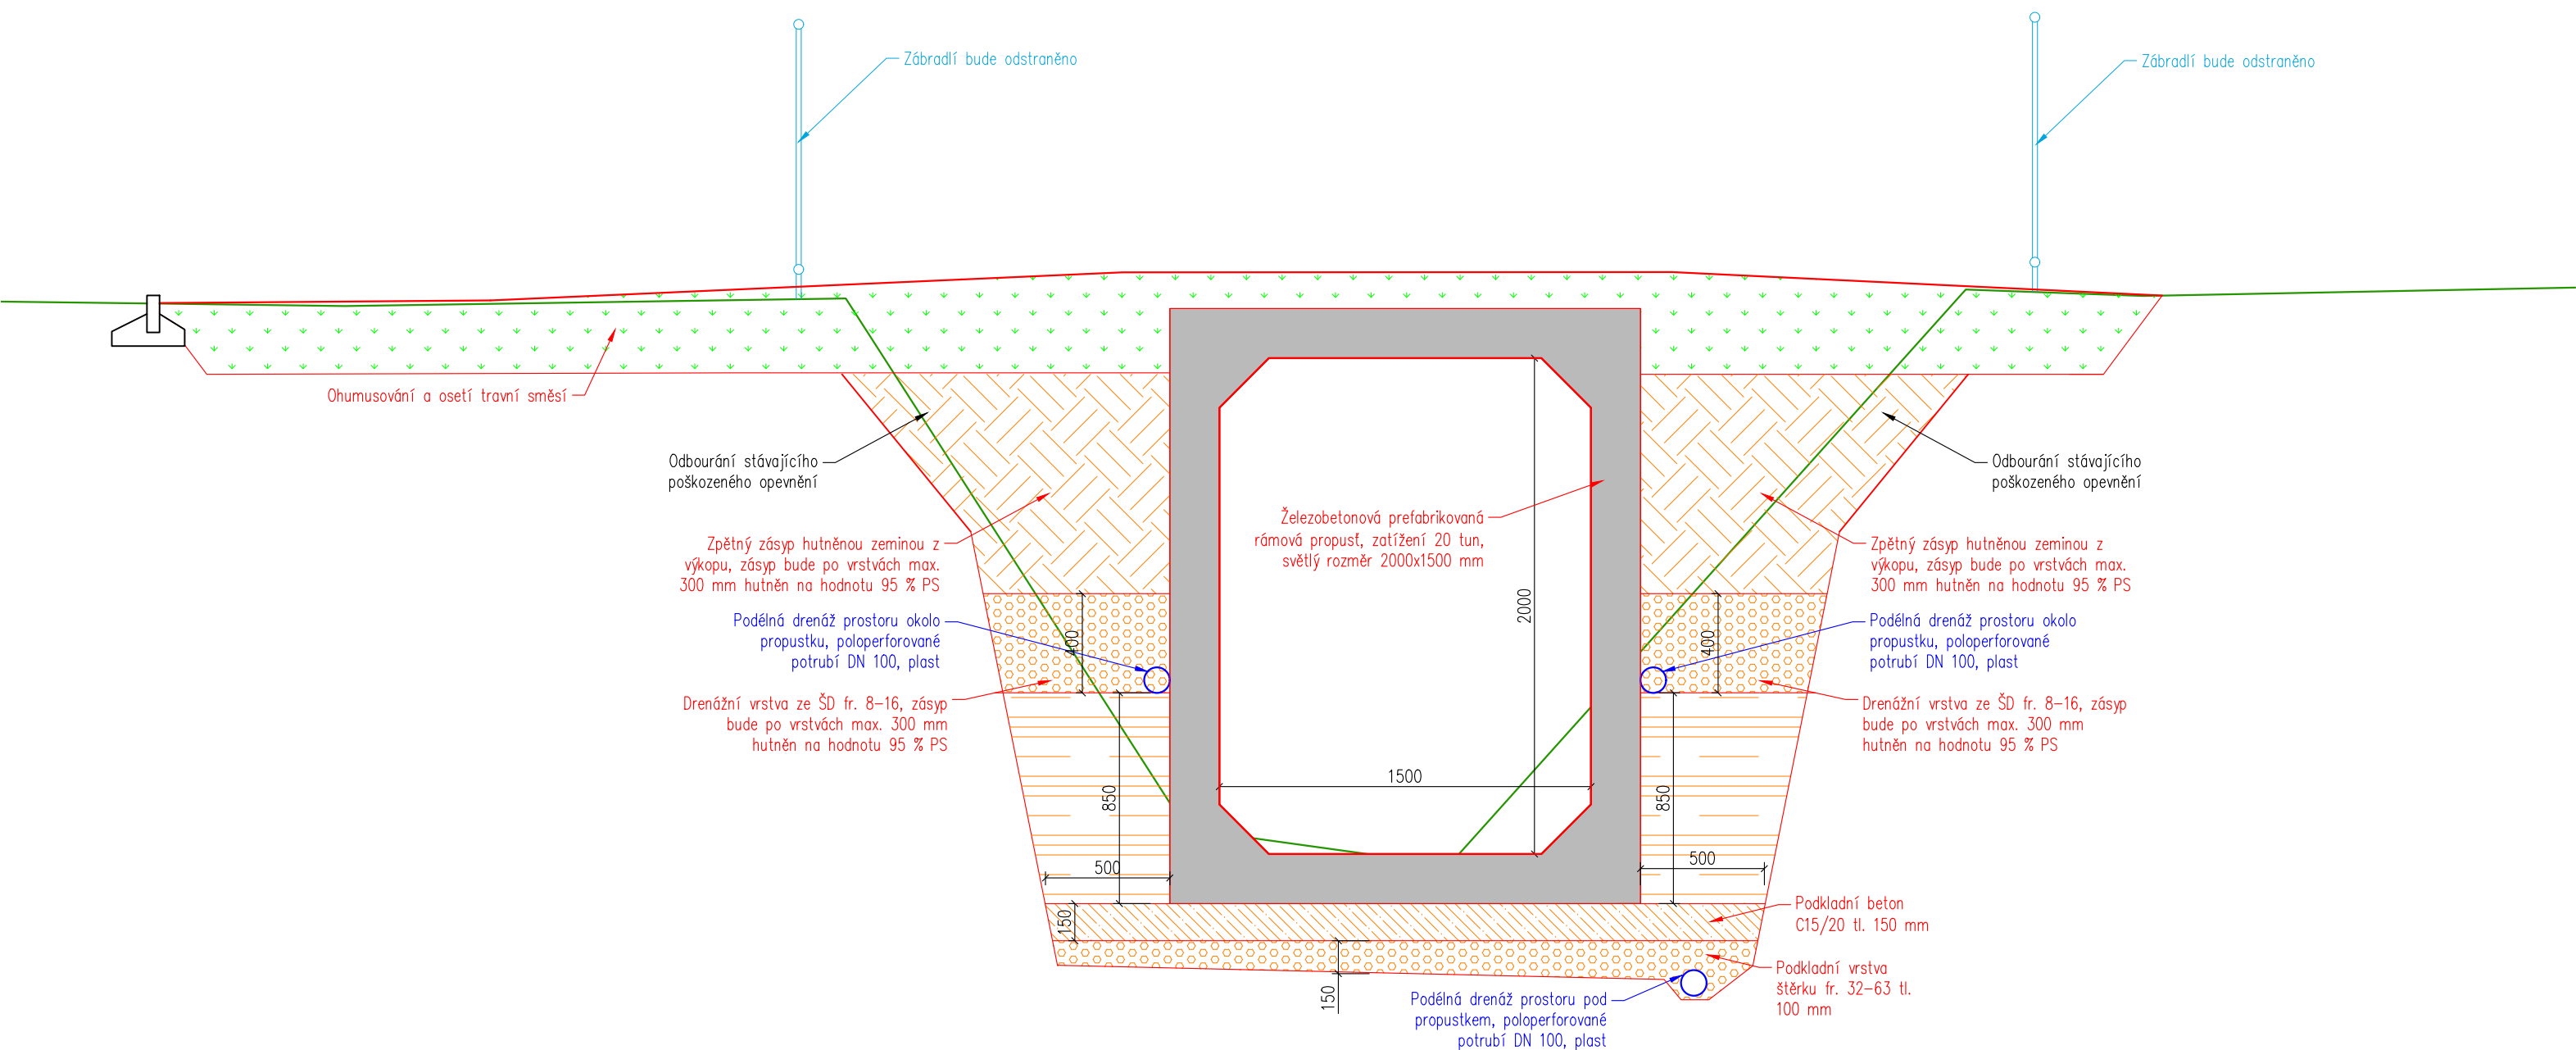 Zábradlí bude odstraněno
Zábradlí bude odstraněno
Ohumusování a osetí travní směsí
Odbourání stávajícího
poškozeného opevnění
Odbourání stávajícího
poškozeného opevnění
Železobetonová prefabrikovaná
rámová propust, zatížení 20 tun,
světlý rozměr 2000x1500 mm
Zpětný zásyp hutněnou zeminou z
výkopu, zásyp bude po vrstvách max.
300 mm hutněn na hodnotu 95 % PS
Zpětný zásyp hutněnou zeminou z
výkopu, zásyp bude po vrstvách max.
300 mm hutněn na hodnotu 95 % PS
2000
Podélná drenáž prostoru okolo
propustku, poloperforované
potrubí DN 100, plast
400
400
Podélná drenáž prostoru okolo
propustku, poloperforované
potrubí DN 100, plast
Drenážní vrstva ze ŠD fr. 8-16, zásyp
bude po vrstvách max. 300 mm
hutněn na hodnotu 95 % PS
Drenážní vrstva ze ŠD fr. 8-16, zásyp
bude po vrstvách max. 300 mm
hutněn na hodnotu 95 % PS
1500
850
850
500
500
150
Podkladní beton
C15/20 tl. 150 mm
Podkladní vrstva
štěrku fr. 32-63 tl.
100 mm
150
Podélná drenáž prostoru pod
propustkem, poloperforované
potrubí DN 100, plast